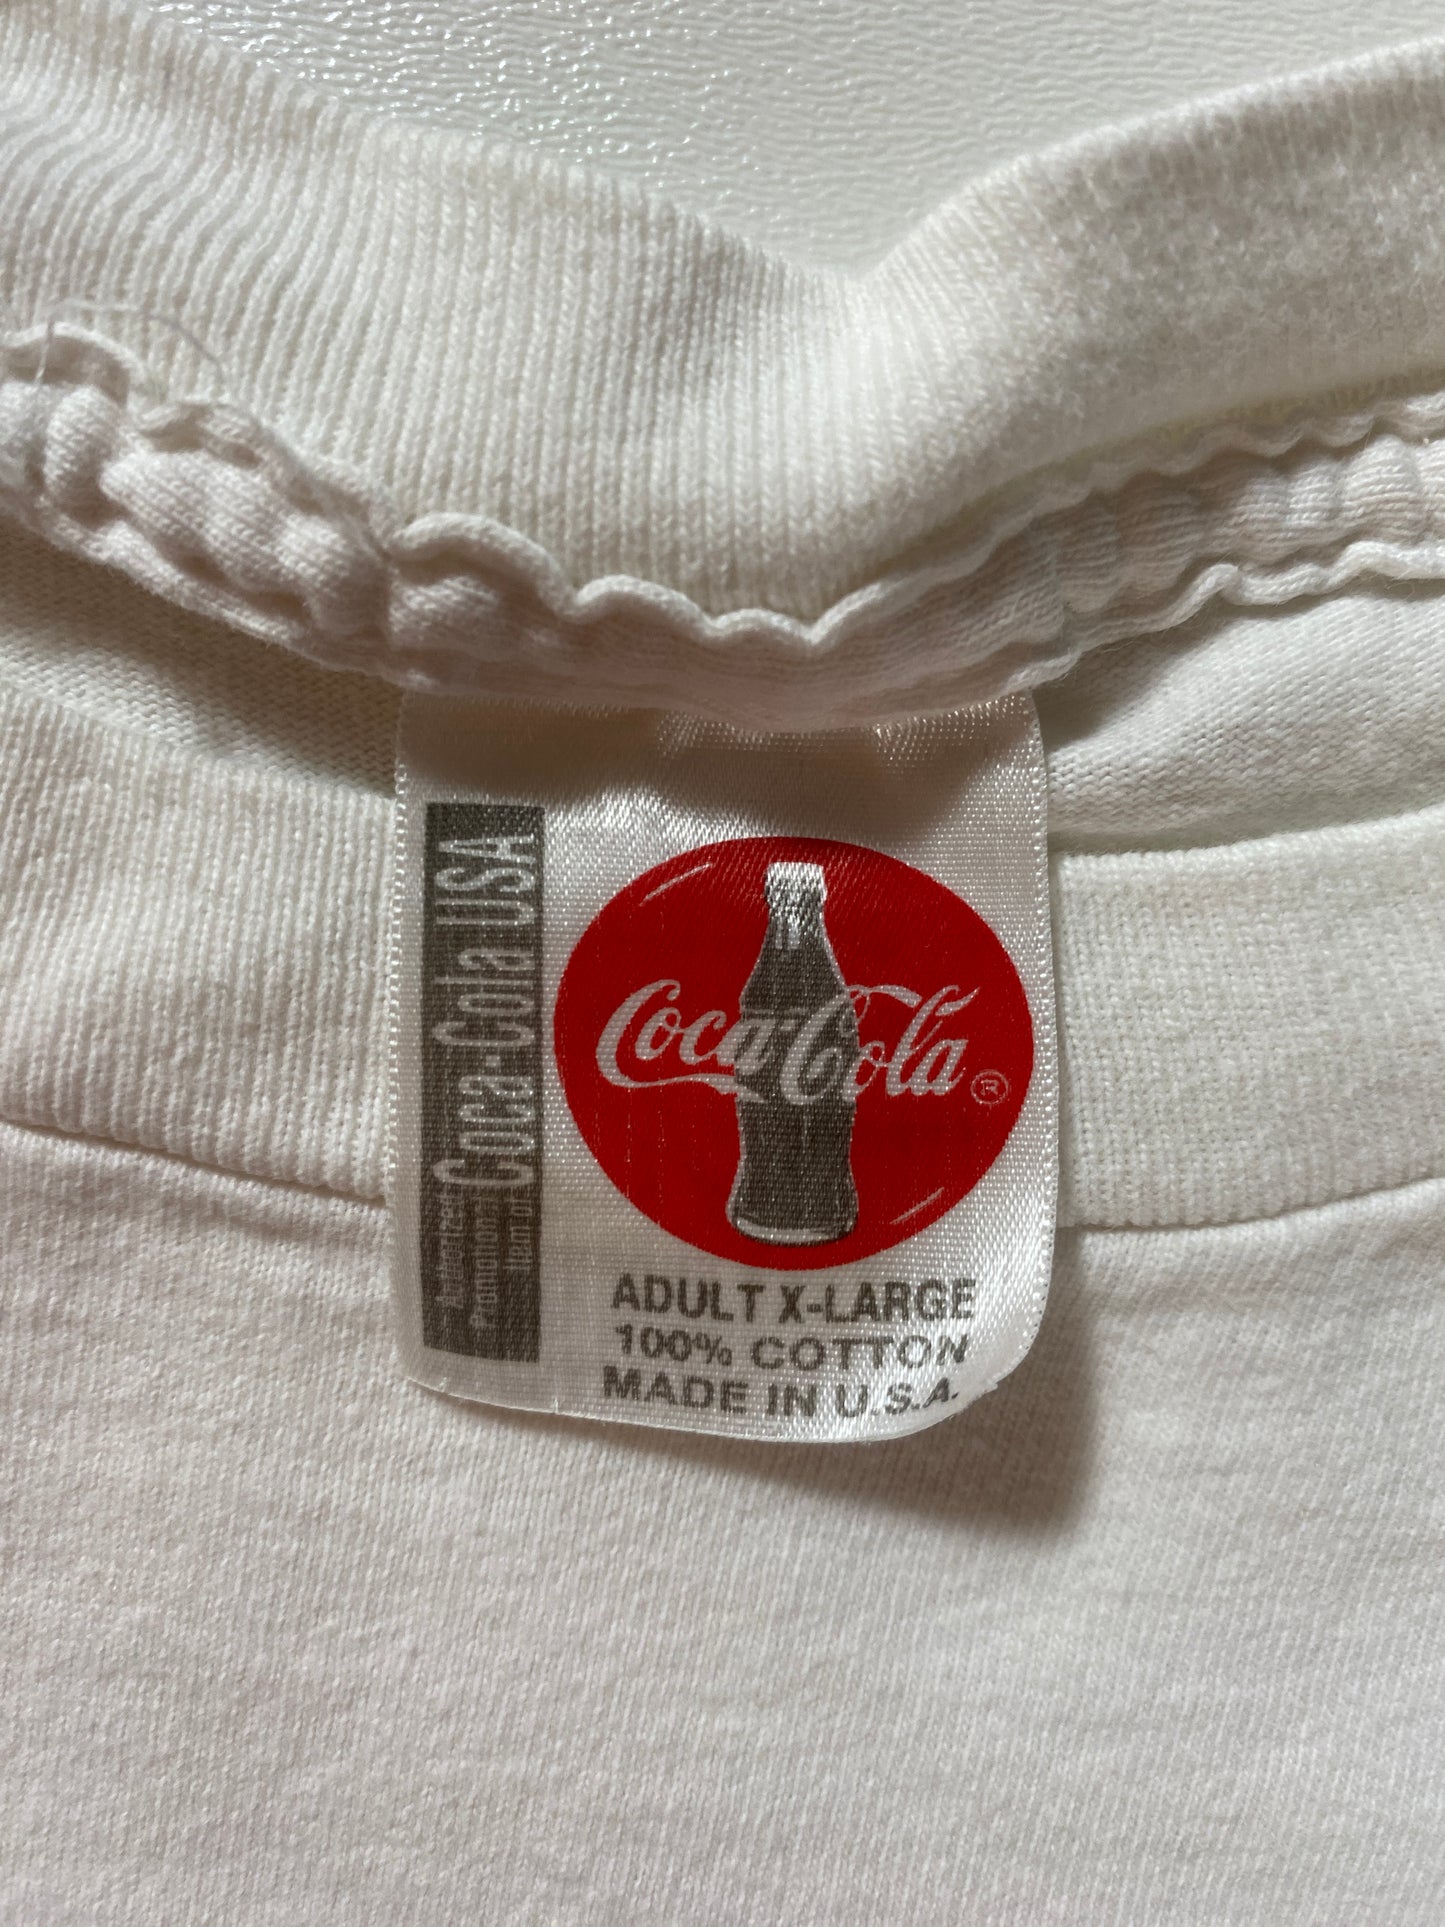 Authorized
Promotional
Item of
Coca-Cola USA
Coca-Cola ®
ADULT X-LARGE
100% COTTON
MADE IN U.S.A.